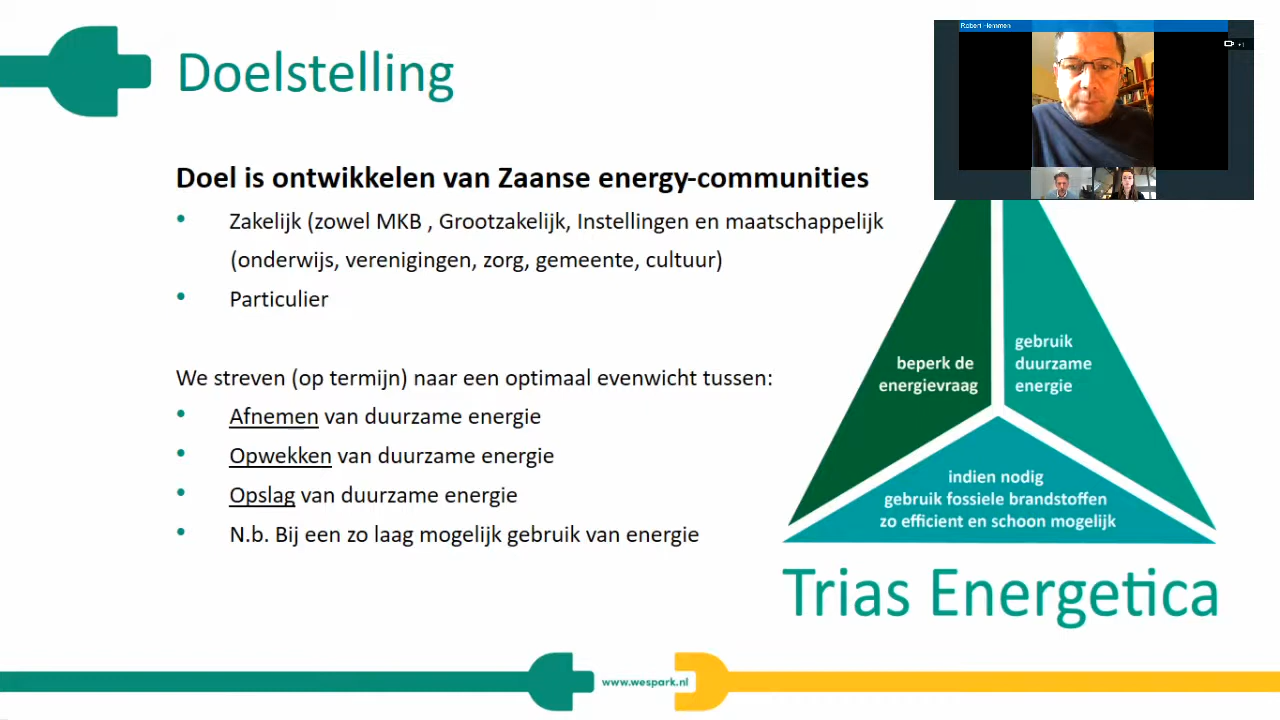 Doelstelling
Robert Hemmen
+1
Doel is ontwikkelen van Zaanse energy-communities
• Zakelijk (zowel MKB , Grootzakelijk, Instellingen en maatschappelijk
(onderwijs, verenigingen, zorg, gemeente, cultuur)
• Particulier
We streven (op termijn) naar een optimaal evenwicht tussen:
• Afnemen van duurzame energie
• Opwekken van duurzame energie
• Opslag van duurzame energie
• N.b. Bij een zo laag mogelijk gebruik van energie
beperk de
energievraag
gebruik
duurzame
energie
indien nodig
gebruik fossiele brandstoffen
zo efficient en schoon mogelijk
Trias Energetica
www.wespark.nl